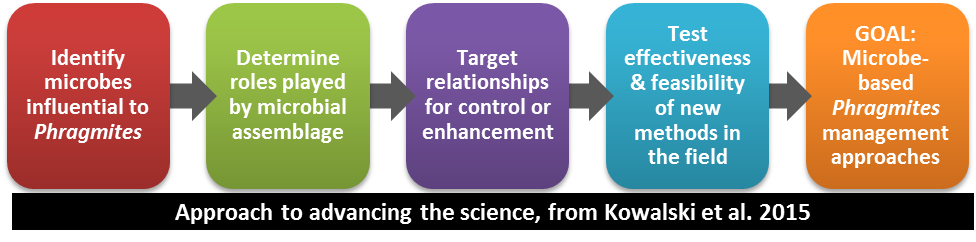 Identify
microbes
influential to
Phragmites
Determine
roles played
by microbial
assemblage
Target
relationships
for control or
enhancement
Test
effectiveness
& feasibility
of new
methods in
the field
GOAL:
Microbe-
based
Phragmites
management
approaches
Approach to advancing the science, from Kowalski et al. 2015